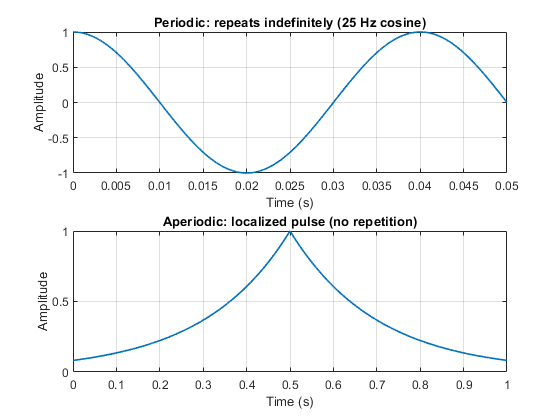 Periodic: repeats indefinitely (25 Hz cosine)
1
0.5
0
-0.5
-1
Amplitude
0 0.005 0.01 0.015 0.02 0.025 0.03 0.035 0.04 0.045 0.05
Time (s)
Aperiodic: localized pulse (no repetition)
1
0.5
0
Amplitude
0 0.1 0.2 0.3 0.4 0.5 0.6 0.7 0.8 0.9 1
Time (s)